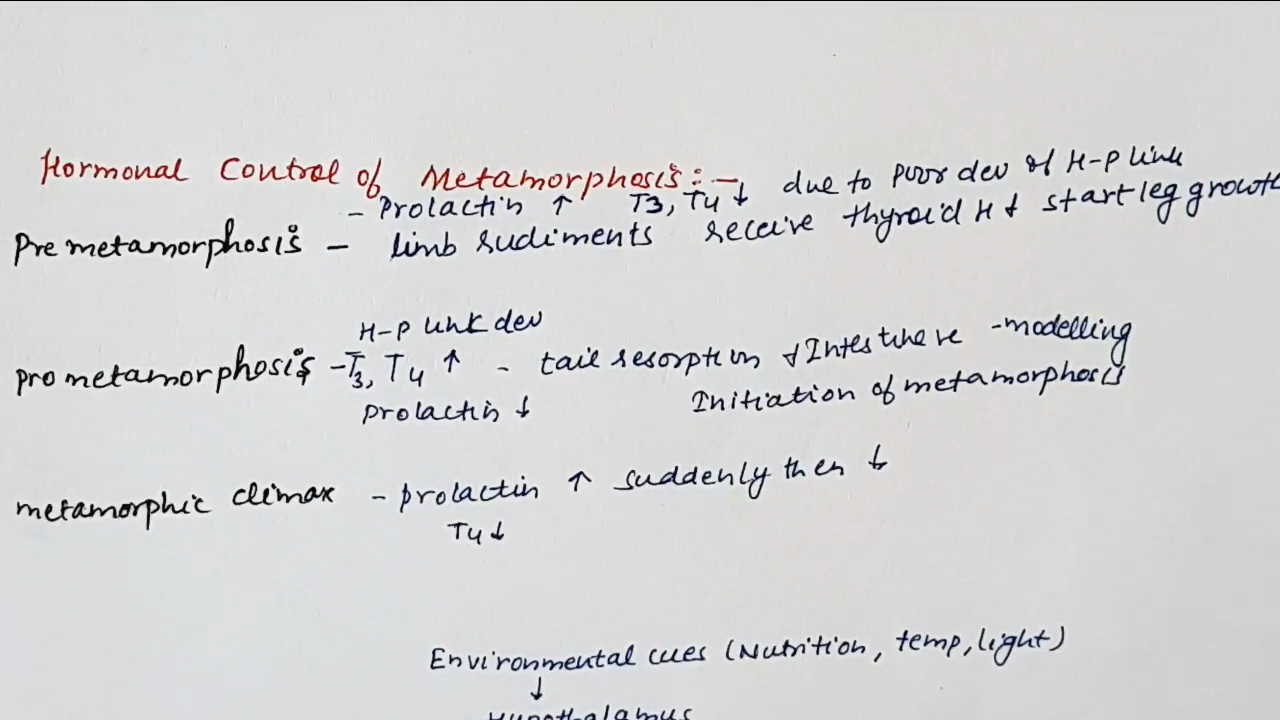 Hormonal Control of Metamorphosis:-
- Prolactin ↑ T3, T4 ↓ due to poor dev of H-P link
Premetamorphosis - limb rudiments receive thyroid H & start leg growth
H-P link dev
prometamorphosis - T3, T4 ↑ - tail resorption & Intestine re-modelling
Prolactin ↓ Initiation of metamorphosis
metamorphic climax - prolactin ↑ suddenly then ↓
T4 ↓
Environmental cues (Nutrition, temp, light)
↓
Hypothalamus